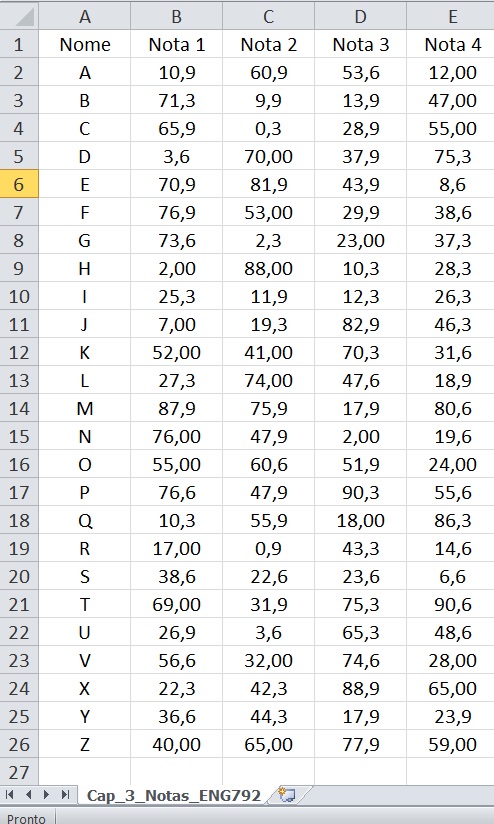 A B C D E
1 Nome Nota 1 Nota 2 Nota 3 Nota 4
2 A 10,9 60,9 53,6 12,00
3 B 71,3 9,9 13,9 47,00
4 C 65,9 0,3 28,9 55,00
5 D 3,6 70,00 37,9 75,3
6 E 70,9 81,9 43,9 8,6
7 F 76,9 53,00 29,9 38,6
8 G 73,6 2,3 23,00 37,3
9 H 2,00 88,00 10,3 28,3
10 I 25,3 11,9 12,3 26,3
11 J 7,00 19,3 82,9 46,3
12 K 52,00 41,00 70,3 31,6
13 L 27,3 74,00 47,6 18,9
14 M 87,9 75,9 17,9 80,6
15 N 76,00 47,9 2,00 19,6
16 O 55,00 60,6 51,9 24,00
17 P 76,6 47,9 90,3 55,6
18 Q 10,3 55,9 18,00 86,3
19 R 17,00 0,9 43,3 14,6
20 S 38,6 22,6 23,6 6,6
21 T 69,00 31,9 75,3 90,6
22 U 26,9 3,6 65,3 48,6
23 V 56,6 32,00 74,6 28,00
24 X 22,3 42,3 88,9 65,00
25 Y 36,6 44,3 17,9 23,9
26 Z 40,00 65,00 77,9 59,00
27
Cap_3_Notas_ENG792
Pronto